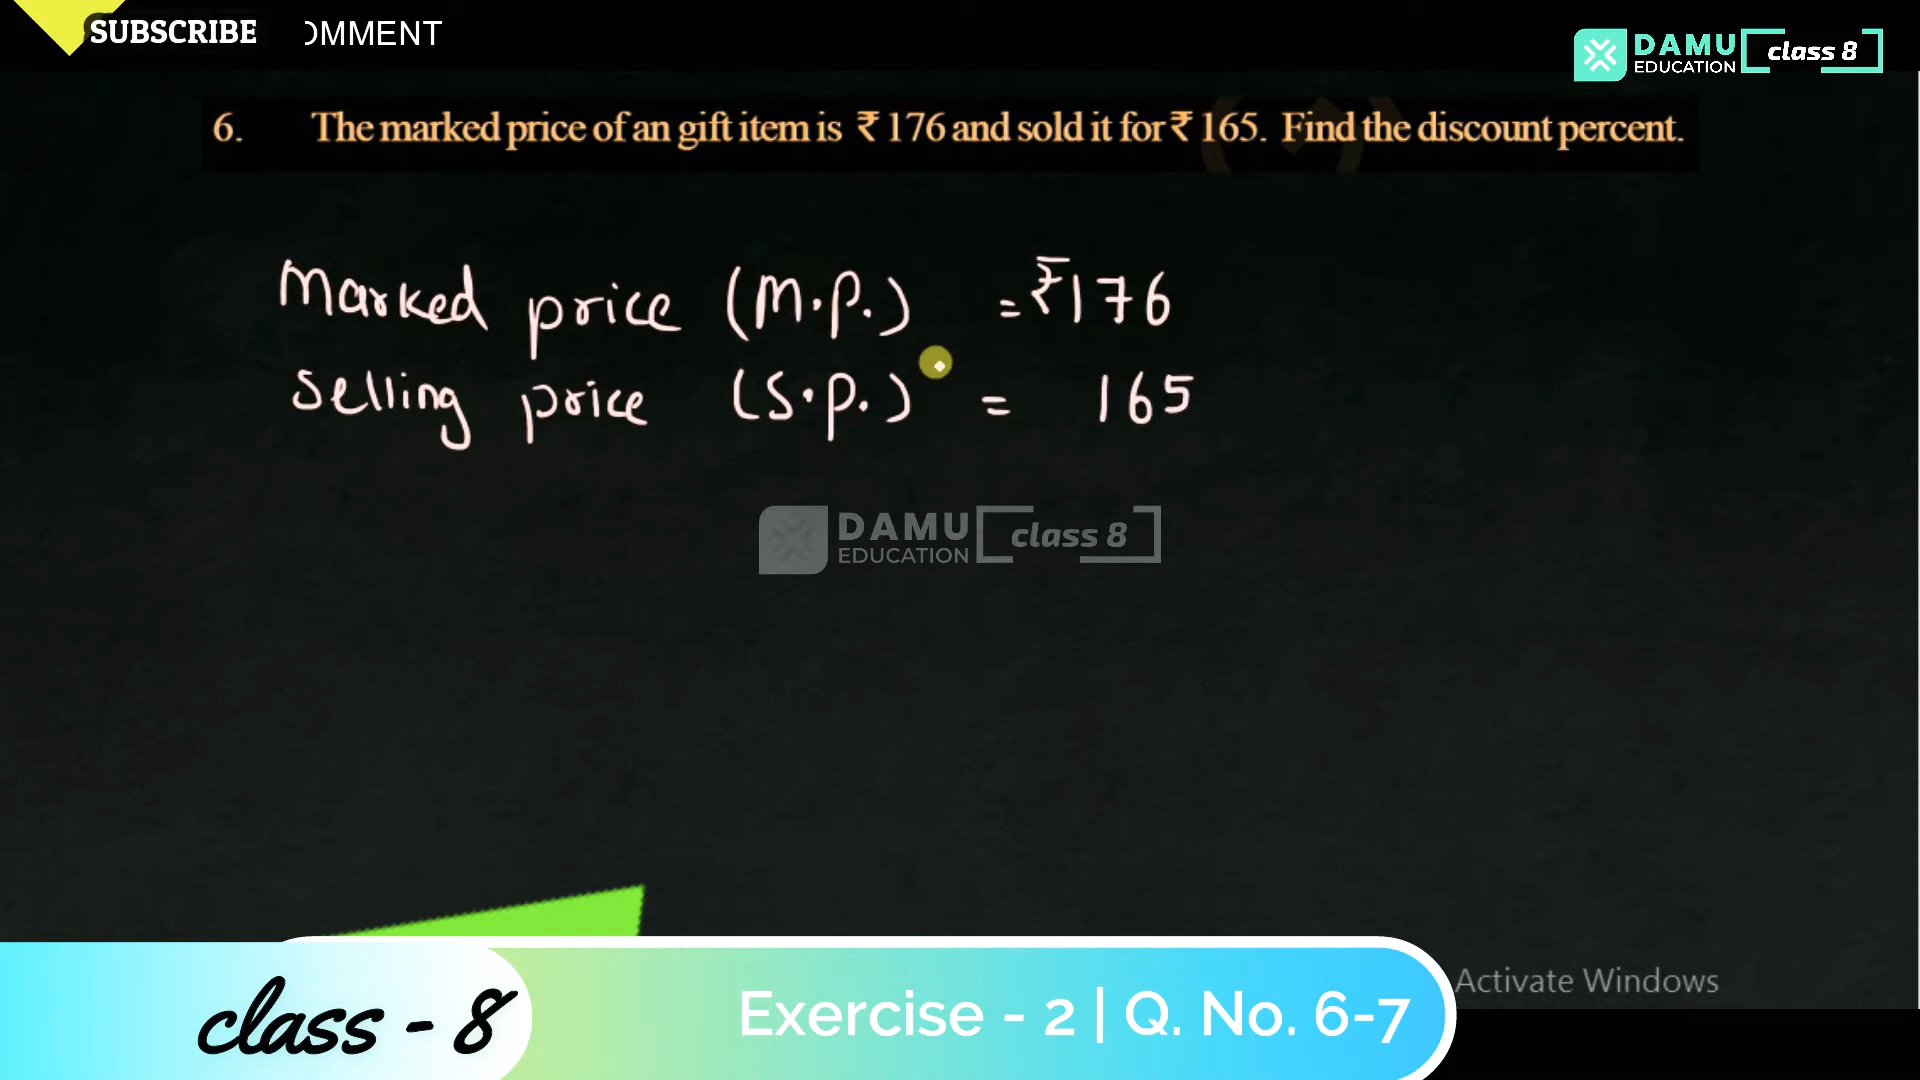 SUBSCRIBE OMMENT
DAMU EDUCATION class 8
6. The marked price of an gift item is ₹ 176 and sold it for ₹ 165. Find the discount percent.
Marked price (M.P.) = ₹176
Selling price (S.P.) = 165
DAMU EDUCATION class 8
Activate Windows
class - 8 Exercise - 2 | Q. No. 6-7